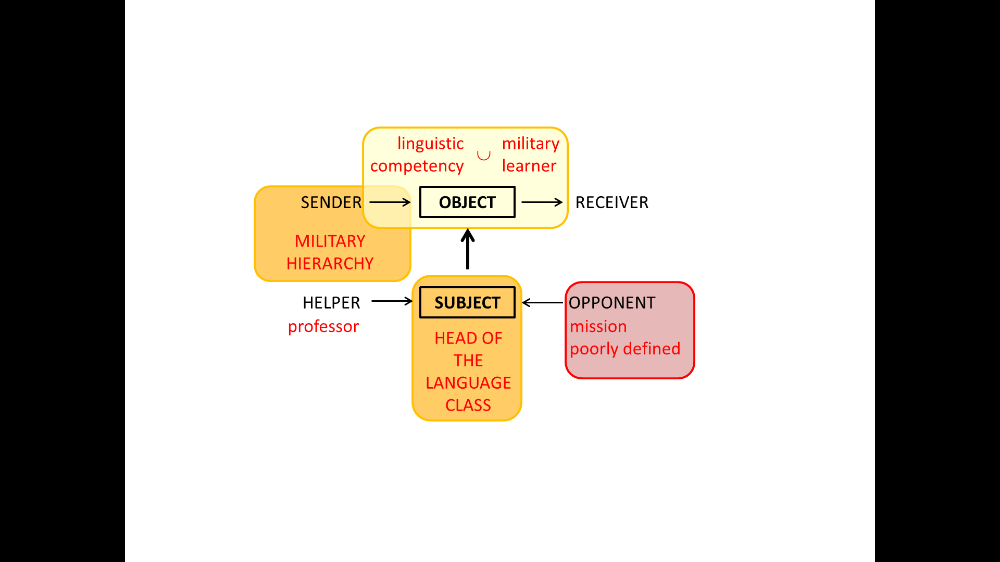 linguistic
competency
military
learner
SENDER
OBJECT
RECEIVER
MILITARY
HIERARCHY
HELPER
professor
SUBJECT
HEAD OF
THE
LANGUAGE
CLASS
OPPONENT
mission
poorly defined